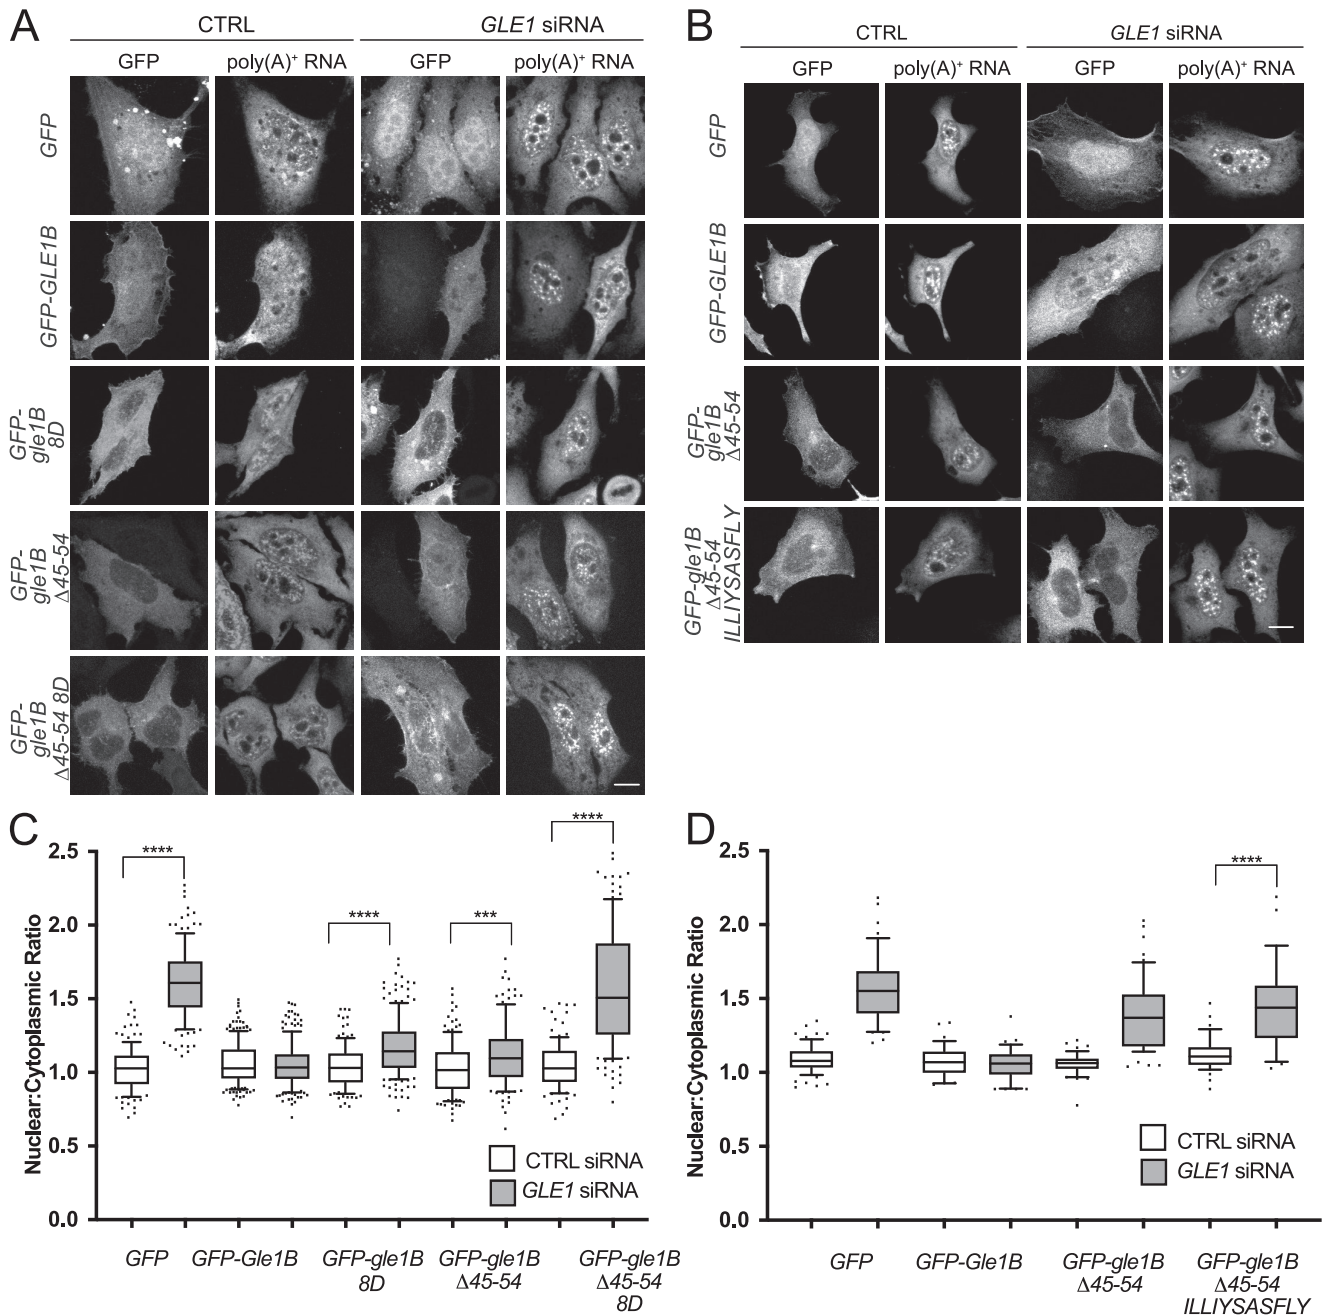 A
CTRL
GLE1 siRNA
GFP
poly(A)+ RNA
GFP
poly(A)+ RNA
GFP
GFP-GLE1B
GFP-
gle1B
8D
GFP-
gle1B
Δ45-54
GFP-
gle1B
Δ45-54 8D
B
CTRL
GLE1 siRNA
GFP
poly(A)+ RNA
GFP
poly(A)+ RNA
GFP
GFP-GLE1B
GFP-
gle1B
Δ45-54
GFP-gle1B
Δ45-54
ILLIYSASFLY
C
Nuclear:Cytoplasmic Ratio
2.5
2.0
1.5
1.0
0.5
0.0
****
****
***
****
CTRL siRNA
GLE1 siRNA
GFP
GFP-Gle1B
GFP-gle1B
8D
GFP-gle1B
Δ45-54
GFP-gle1B
Δ45-54
8D
D
Nuclear:Cytoplasmic Ratio
2.5
2.0
1.5
1.0
0.5
0.0
****
CTRL siRNA
GLE1 siRNA
GFP
GFP-Gle1B
GFP-gle1B
Δ45-54
GFP-gle1B
Δ45-54
ILLIYSASFLY